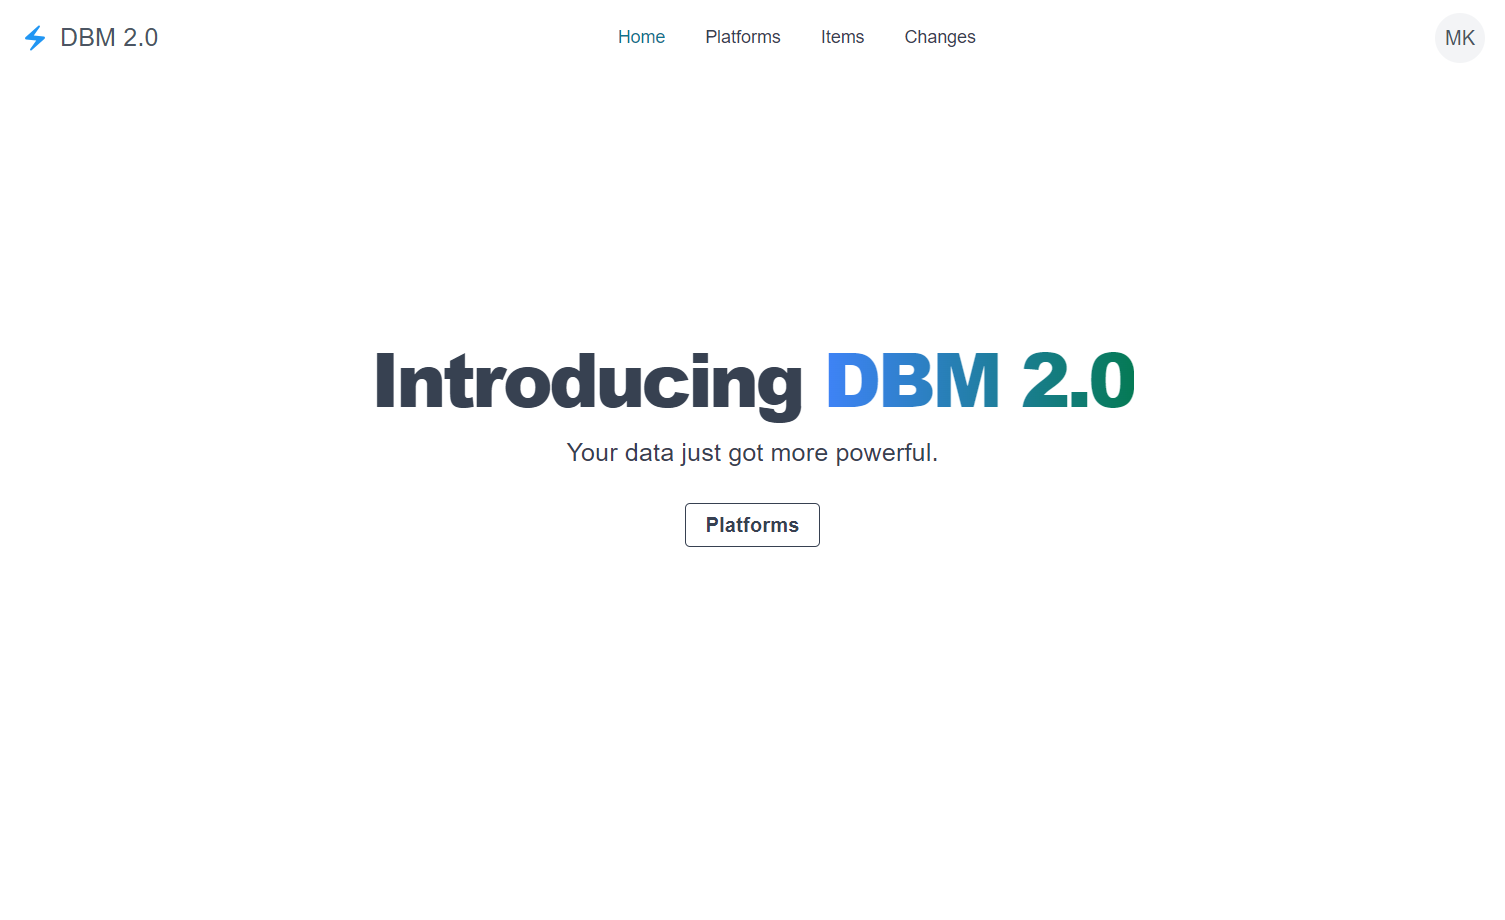 DBM 2.0
Home
Platforms
Items
Changes
MK
Introducing DBM 2.0
Your data just got more powerful.
Platforms